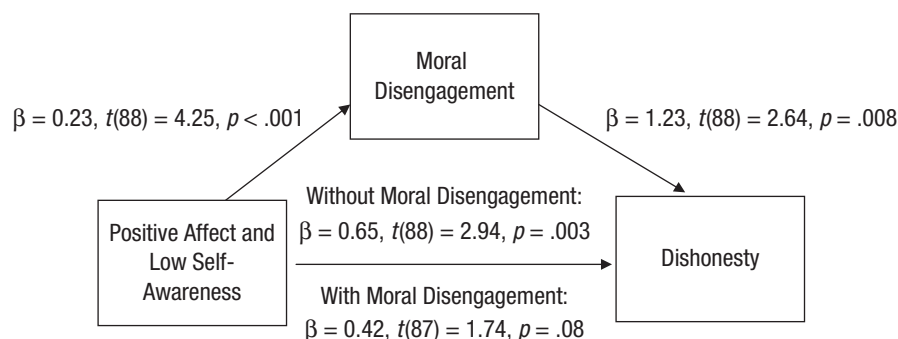 Moral
Disengagement
β = 0.23, t(88) = 4.25, p < .001
β = 1.23, t(88) = 2.64, p = .008
Without Moral Disengagement:
β = 0.65, t(88) = 2.94, p = .003
Positive Affect and
Low Self-
Awareness
Dishonesty
With Moral Disengagement:
β = 0.42, t(87) = 1.74, p = .08